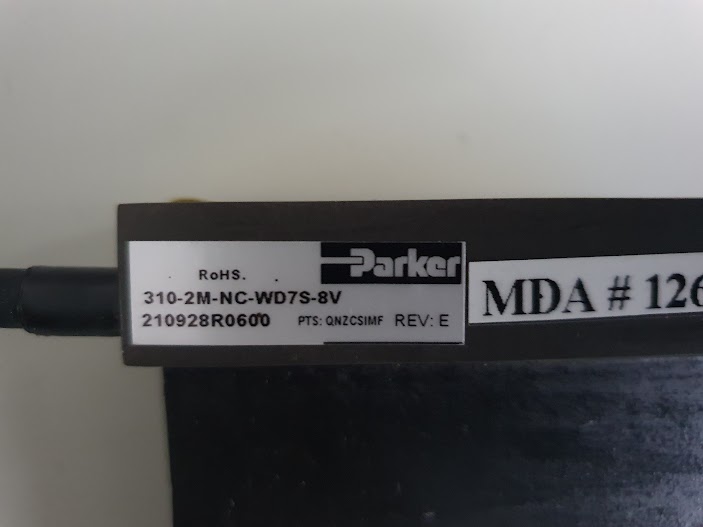 RoHS.
Parker
310-2M-NC-WD7S-8V
210928R0600 PTS: QNZCSIMF REV: E
MDA # 126